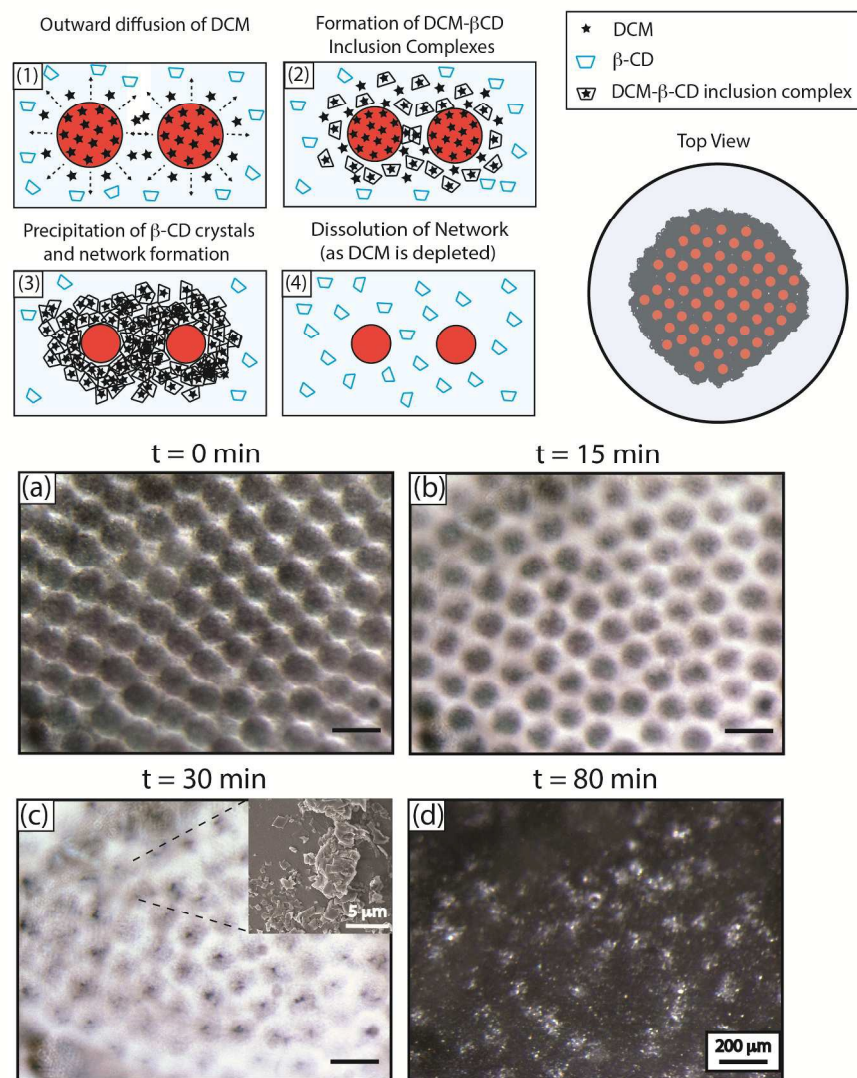 Outward diffusion of DCM
(1)
Formation of DCM-βCD
Inclusion Complexes
(2)
DCM
β-CD
DCM-β-CD inclusion complex
Top View
Precipitation of β-CD crystals
and network formation
(3)
Dissolution of Network
(as DCM is depleted)
(4)
t = 0 min
(a)
t = 15 min
(b)
t = 30 min
(c)
5 μm
t = 80 min
(d)
200 μm